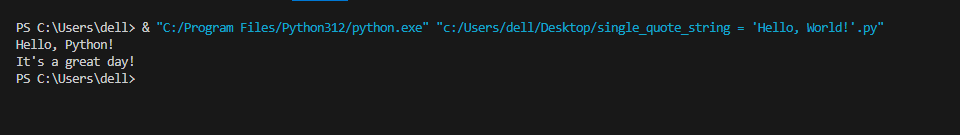 PS C:\Users\dell> & "C:/Program Files/Python312/python.exe" "c:/Users/dell/Desktop/single_quote_string = 'Hello, World!'.py"
Hello, Python!
It's a great day!
PS C:\Users\dell>